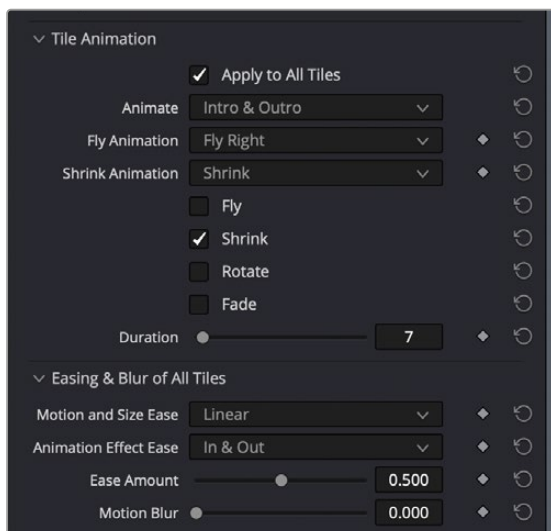 Tile Animation
Apply to All Tiles
Animate Intro & Outro
Fly Animation Fly Right
Shrink Animation Shrink
Fly
Shrink
Rotate
Fade
Duration 7
Easing & Blur of All Tiles
Motion and Size Ease Linear
Animation Effect Ease In & Out
Ease Amount 0.500
Motion Blur 0.000